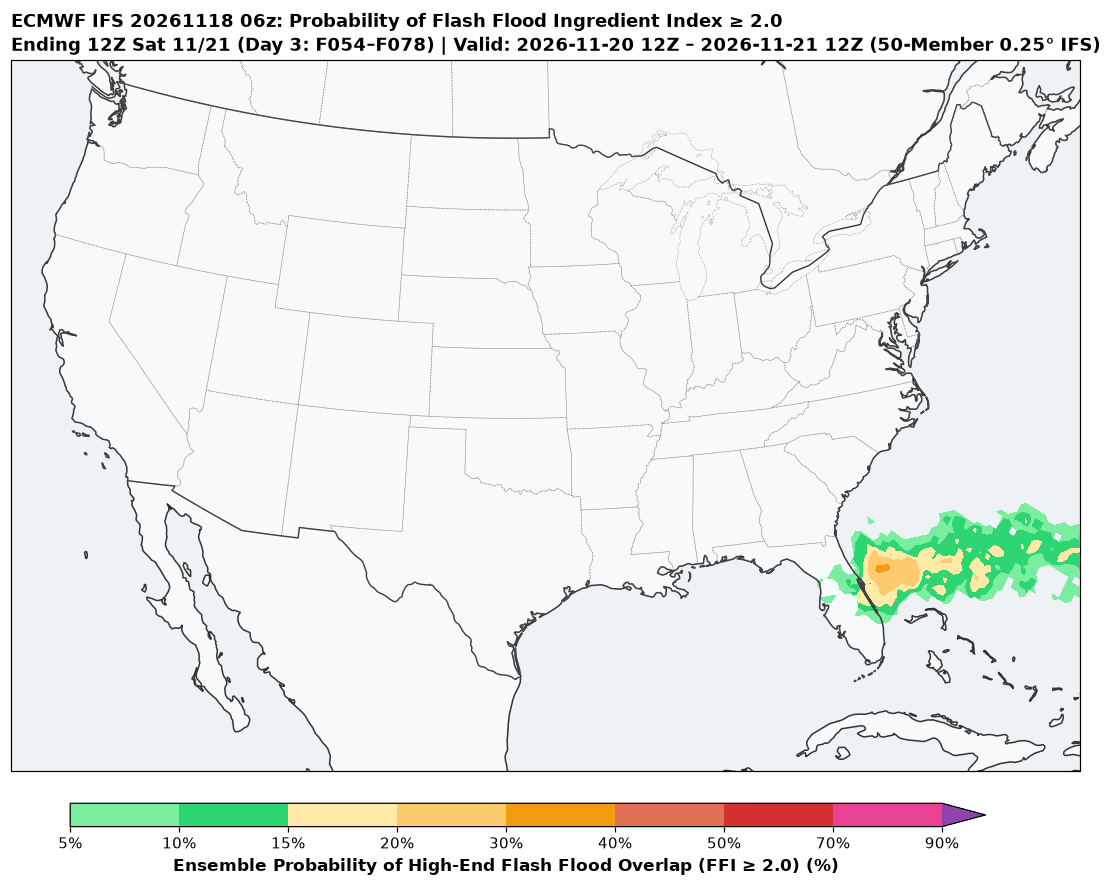 ECMWF IFS 20261118 06z: Probability of Flash Flood Ingredient Index ≥ 2.0
Ending 12Z Sat 11/21 (Day 3: F054–F078) | Valid: 2026-11-20 12Z – 2026-11-21 12Z (50-Member 0.25° IFS)
5% 10% 15% 20% 30% 40% 50% 70% 90%
Ensemble Probability of High-End Flash Flood Overlap (FFI ≥ 2.0) (%)